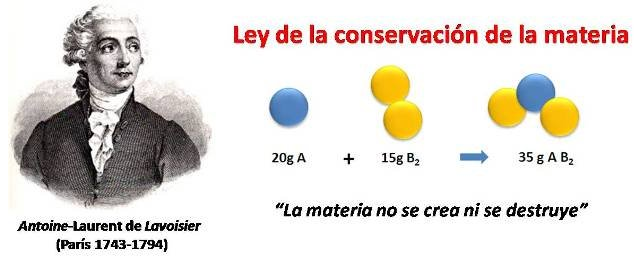 Ley de la conservación de la materia
20g A + 15g B₂ → 35 g A B₂
“La materia no se crea ni se destruye”
Antoine-Laurent de Lavoisier
(París 1743-1794)